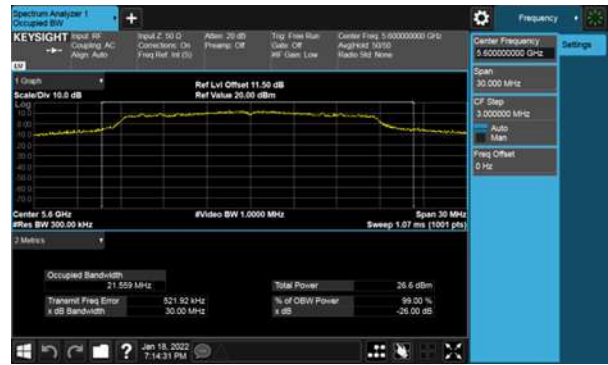 Spectrum Analyzer 1
Occupied BW
Frequency
KEYSIGHT
Input: RF
Coupling: AC
Align: Auto
Input Z: 50 Ω
Corrections: On
Freq Ref: Int (S)
Atten: 20 dB
Preamp: Off
Trig: Free Run
Gate: Off
#IF Gain: Low
Center Freq: 5.600000000 GHz
Avg|Hold: 50/50
Radio Std: None
Center Frequency
5.600000000 GHz
Settings
Span
30.000 MHz
CF Step
3.000000 MHz
Auto
Man
Freq Offset
0 Hz
1 Graph
Scale/Div 10.0 dB
Ref Lvl Offset 11.50 dB
Ref Value 20.00 dBm
Log
10.0
Center 5.6 GHz
#Res BW 300.00 kHz
#Video BW 1.0000 MHz
Span 30 MHz
Sweep 1.07 ms (1001 pts)
2 Metrics
Occupied Bandwidth
21.559 MHz
Total Power
26.6 dBm
Transmit Freq Error
521.92 kHz
% of OBW Power
99.00 %
x dB Bandwidth
30.00 MHz
x dB
-26.00 dB
Jan 18, 2022
7:14:31 PM